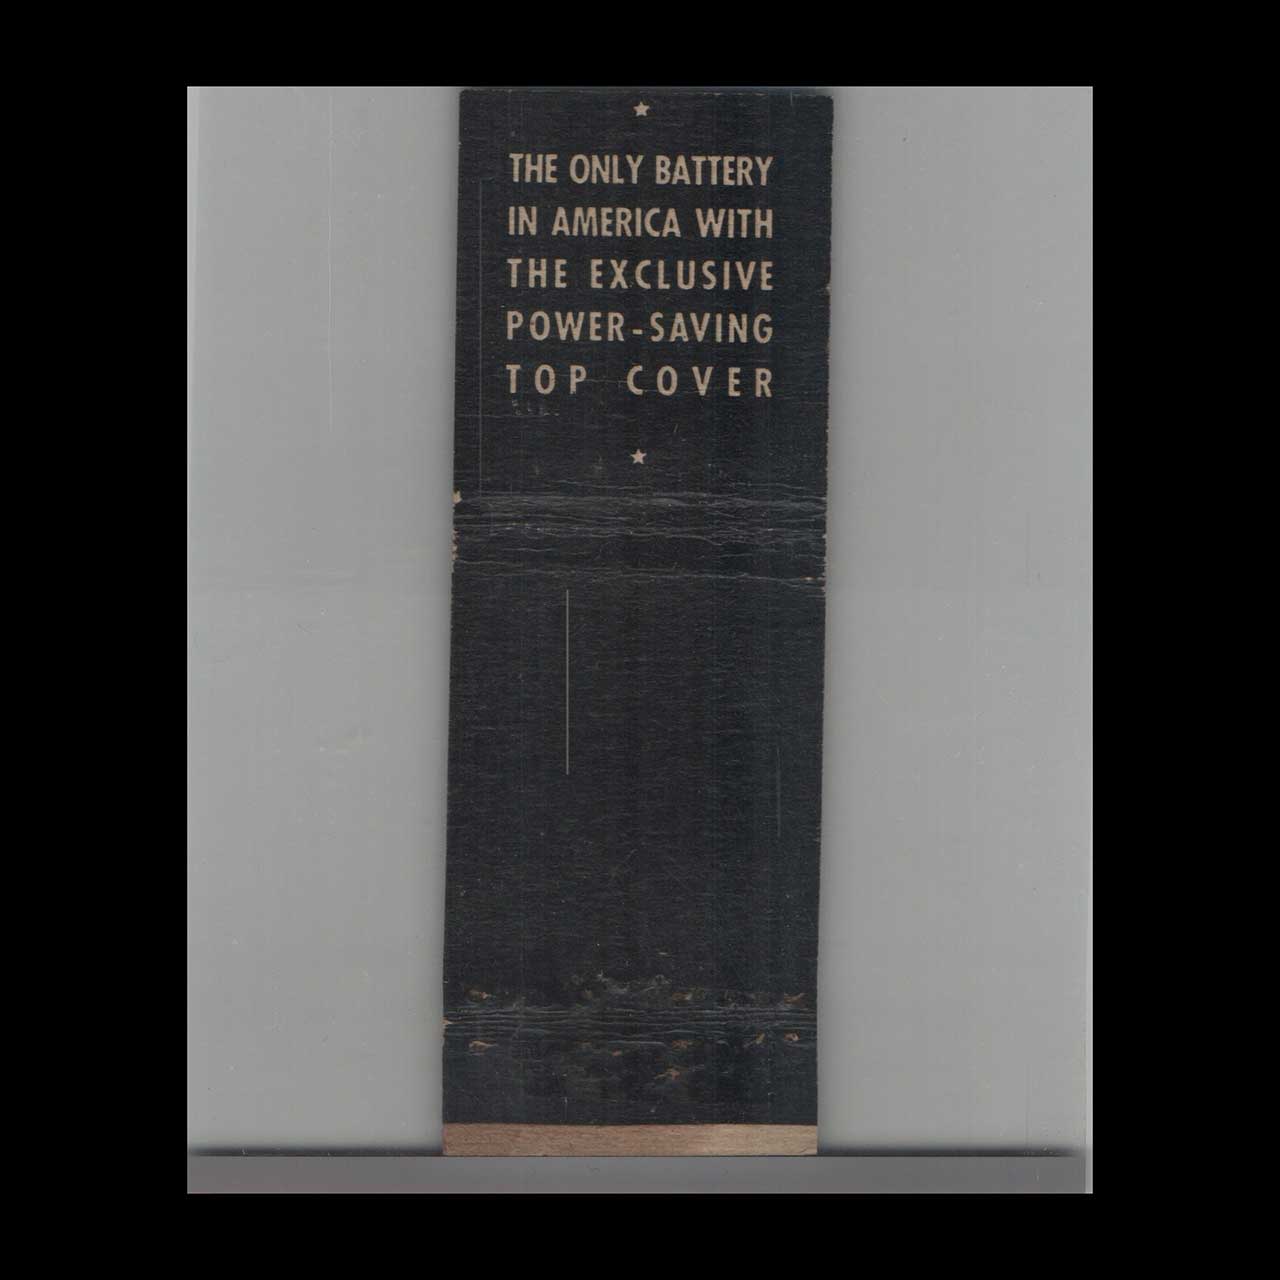 THE ONLY BATTERY
IN AMERICA WITH
THE EXCLUSIVE
POWER-SAVING
TOP COVER